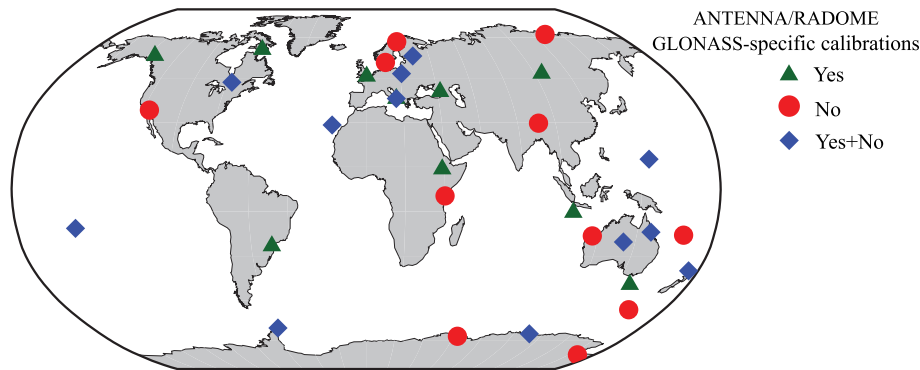 ANTENNA/RADOME
GLONASS-specific calibrations
Yes
No
Yes+No